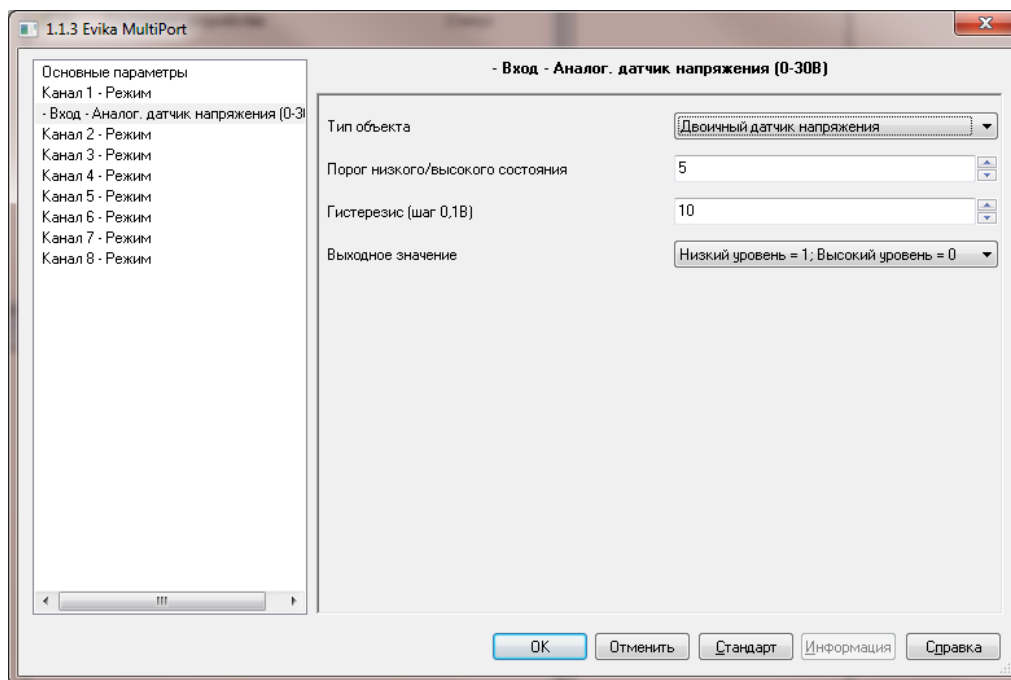 1.1.3 Evika MultiPort
Основные параметры
Канал 1 - Режим
- Вход - Аналог. датчик напряжения (0-3
Канал 2 - Режим
Канал 3 - Режим
Канал 4 - Режим
Канал 5 - Режим
Канал 6 - Режим
Канал 7 - Режим
Канал 8 - Режим
- Вход - Аналог. датчик напряжения (0-30В)
Тип объекта
Двоичный датчик напряжения
Порог низкого/высокого состояния
5
Гистерезис (шаг 0,1В)
10
Выходное значение
Низкий уровень = 1; Высокий уровень = 0
OK
Отменить
Стандарт
Информация
Справка